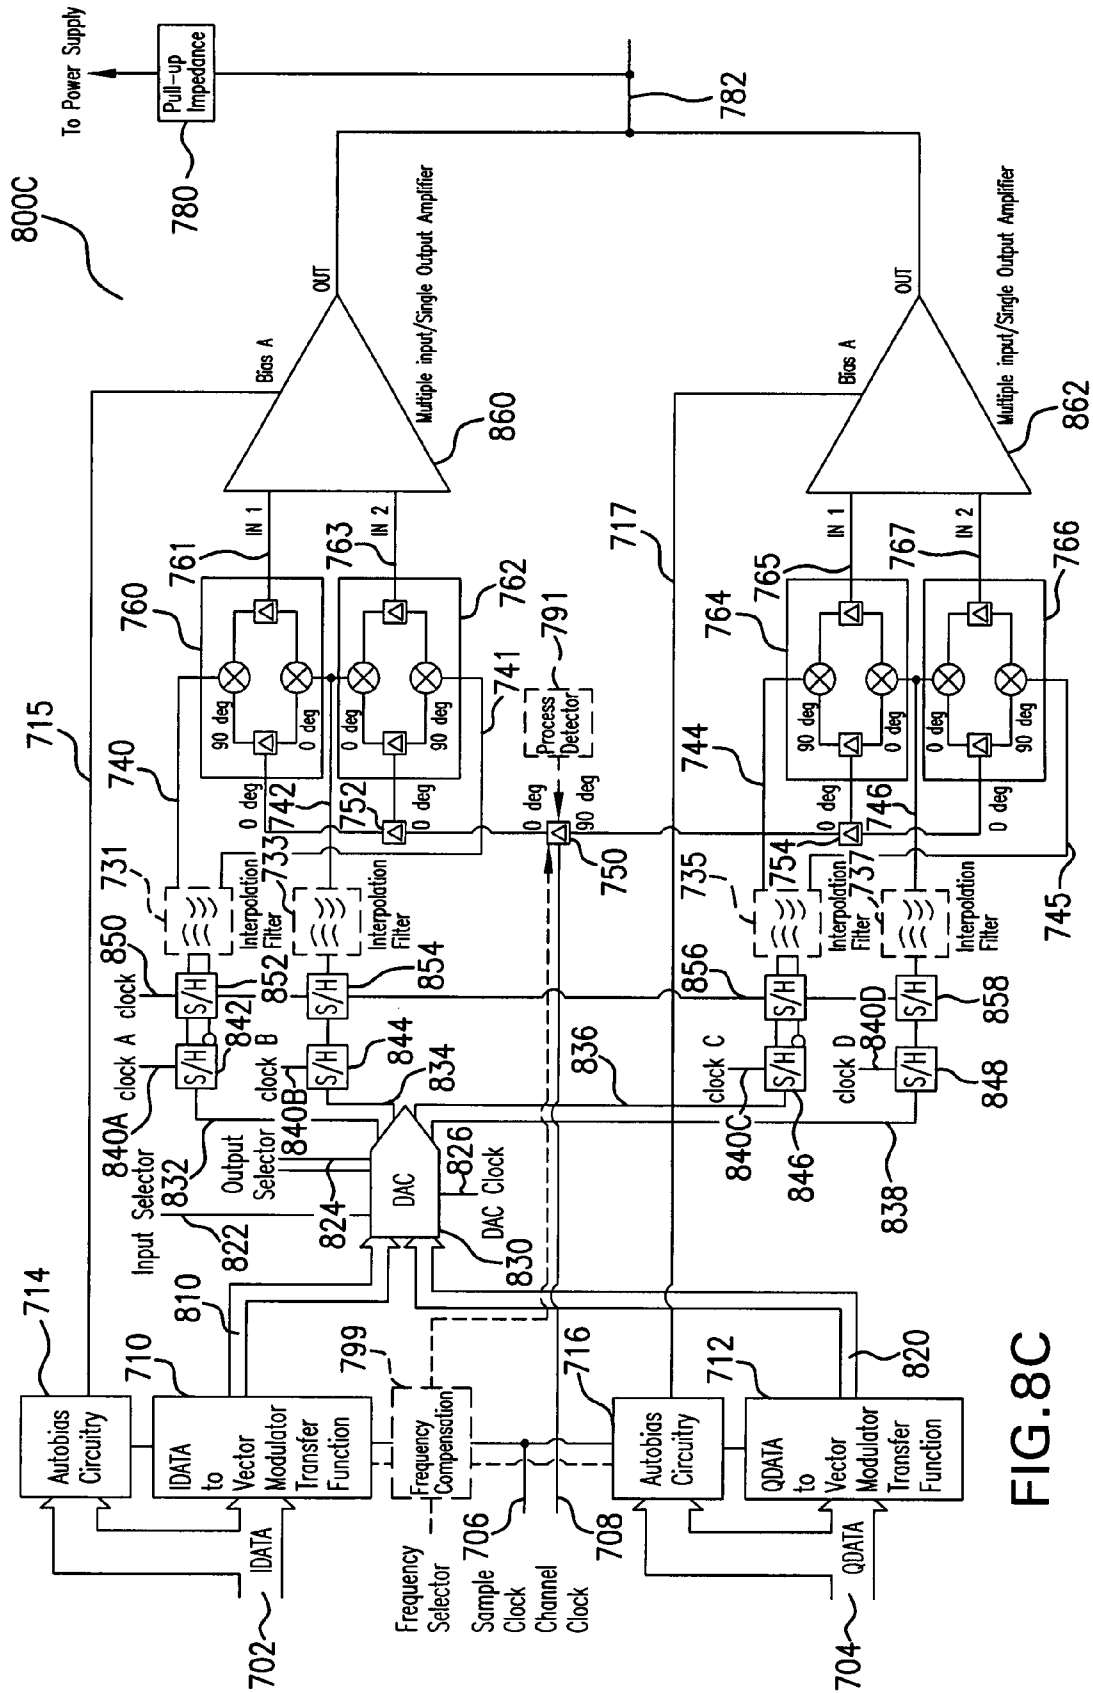 800C
To Power Supply
Pull-up
Impedance
780
782
715
Bias A
OUT
Multiple input/Single Output Amplifier
860
IN 1
IN 2
761
763
760
762
90 deg
0 deg
0 deg
90 deg
740
741
742
0 deg
752
0 deg
731
733
Interpolation
Filter
Interpolation
Filter
850
clock
S/H
852
S/H
854
clock A
840A
S/H
842
clock B
840B
S/H
844
832
834
836
838
Input Selector
822
Output
Selector
824
DAC
826
DAC Clock
830
714
Autobias
Circuitry
710
IDATA
to
Vector
Modulator
Transfer
Function
810
IDATA
702
799
Frequency
Compensation
Frequency
Selector
706
Sample
Clock
708
Channel
Clock
791
Process
Detector
0 deg
90 deg
750
716
Autobias
Circuitry
712
QDATA
to
Vector
Modulator
Transfer
Function
820
QDATA
704
717
Bias A
OUT
Multiple input/Single Output Amplifier
862
IN 1
IN 2
765
767
764
766
90 deg
0 deg
0 deg
90 deg
744
745
746
0 deg
754
0 deg
735
737
Interpolation
Filter
Interpolation
Filter
856
S/H
858
S/H
clock C
840C
S/H
846
clock D
840D
S/H
848
FIG.8C